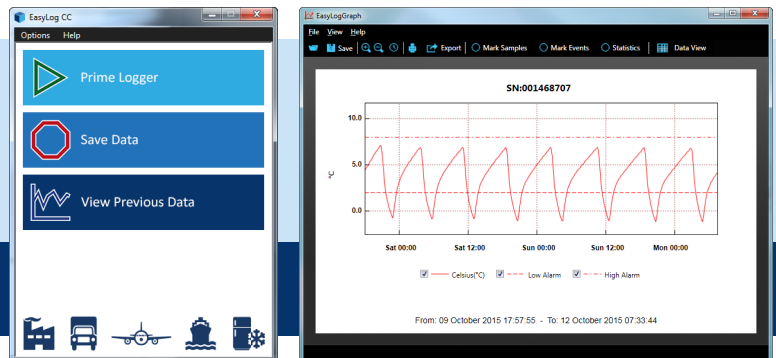 EasyLog CC
Options Help
Prime Logger
Save Data
View Previous Data
EasyLogGraph
File View Help
Save Export Mark Samples Mark Events Statistics Data View
SN:001468707
10.0
5.0
0.0
°C
Sat 00:00 Sat 12:00 Sun 00:00 Sun 12:00 Mon 00:00
Celsius(°C) Low Alarm High Alarm
From: 09 October 2015 17:57:55 - To: 12 October 2015 07:33:44